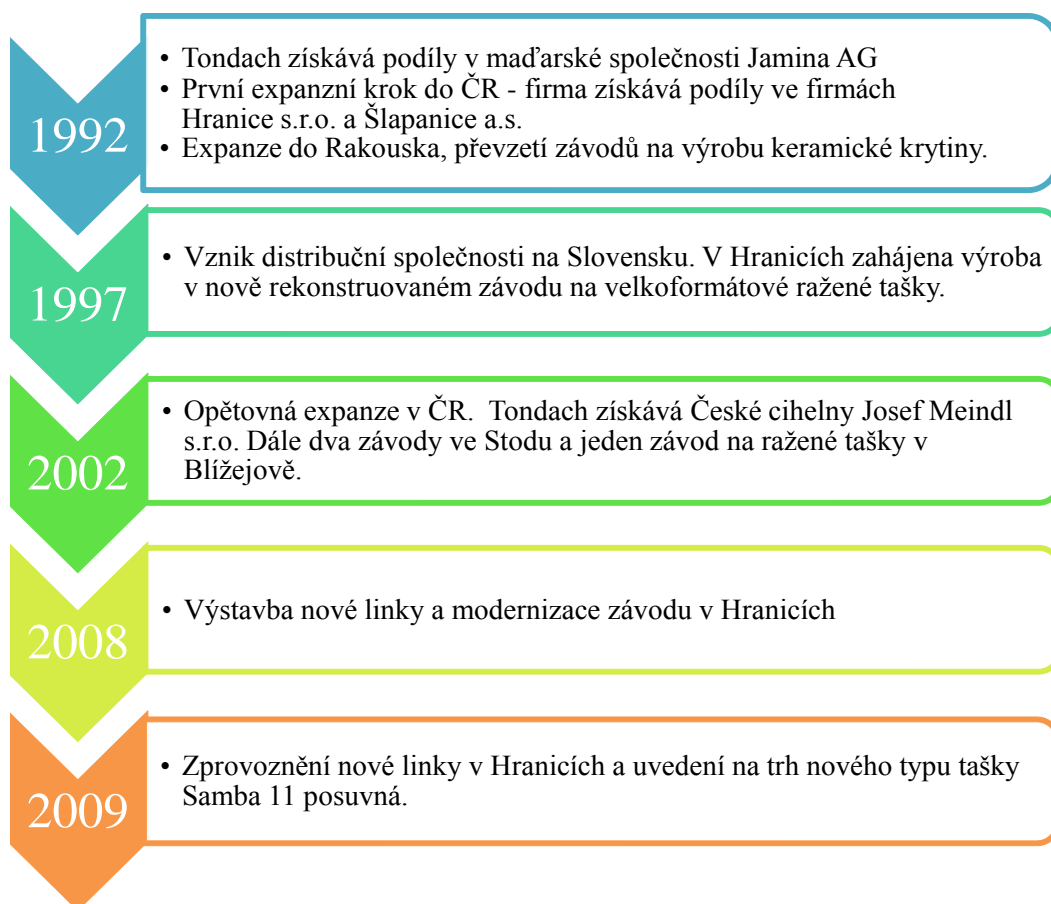 1992
• Tondach získává podíly v maďarské společnosti Jamina AG
• První expanzní krok do ČR - firma získává podíly ve firmách
Hranice s.r.o. a Šlapanice a.s.
• Expanze do Rakouska, převzetí závodů na výrobu keramické krytiny.
1997
• Vznik distribuční společnosti na Slovensku. V Hranicích zahájena výroba
v nově rekonstruovaném závodu na velkoformátové ražené tašky.
2002
• Opětovná expanze v ČR.  Tondach získává České cihelny Josef Meindl
s.r.o. Dále dva závody ve Stodu a jeden závod na ražené tašky v
Blížejově.
2008
• Výstavba nové linky a modernizace závodu v Hranicích
2009
• Zprovoznění nové linky v Hranicích a uvedení na trh nového typu tašky
Samba 11 posuvná.